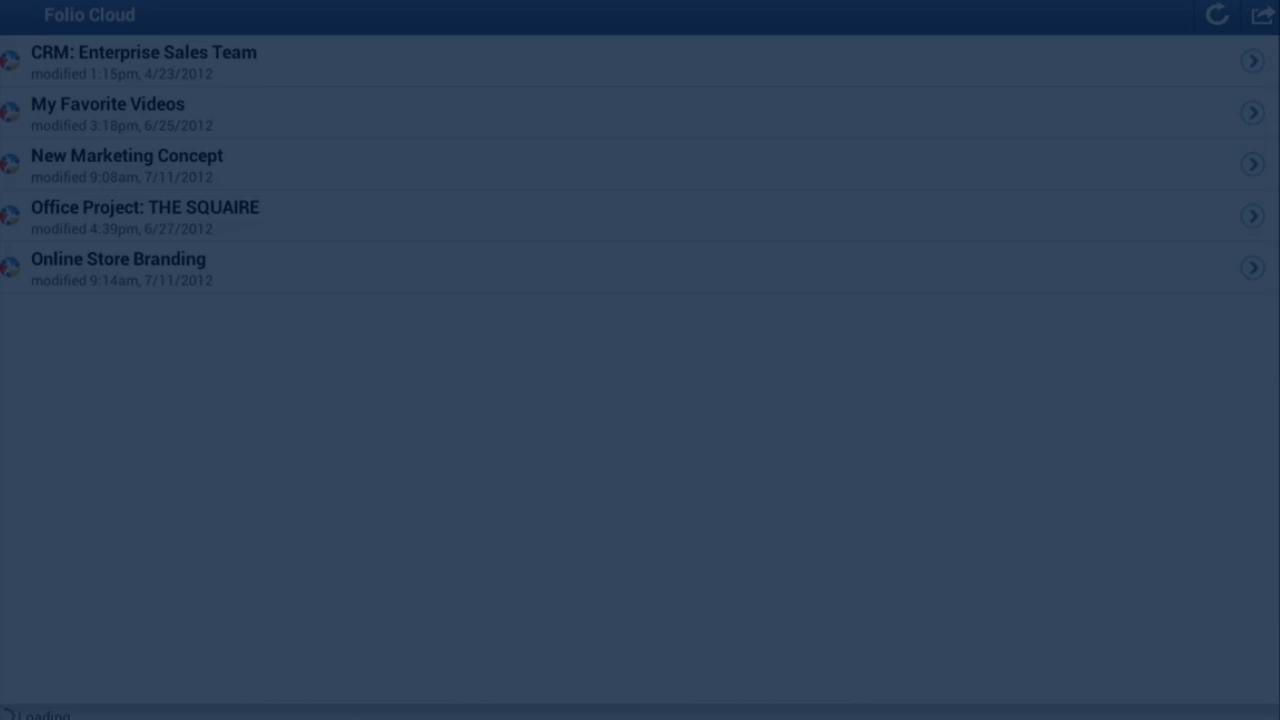 Folio Cloud
CRM: Enterprise Sales Team
modified 1:15pm, 4/23/2012
My Favorite Videos
modified 3:18pm, 6/25/2012
New Marketing Concept
modified 9:08am, 7/11/2012
Office Project: THE SQUAIRE
modified 4:39pm, 6/27/2012
Online Store Branding
modified 9:14am, 7/11/2012
Loading